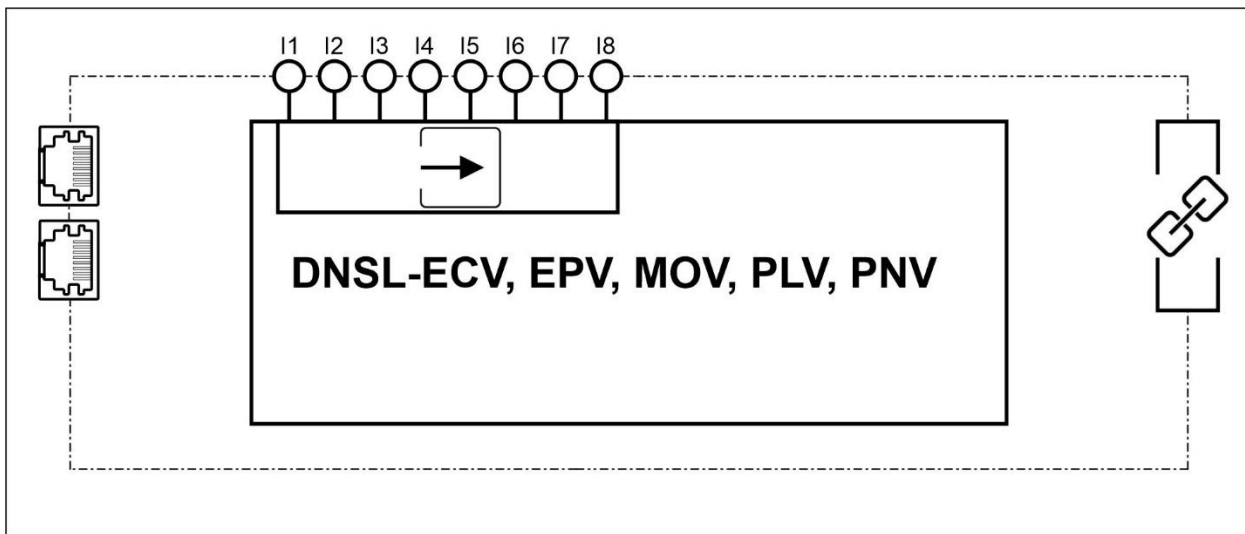 I1 I2 I3 I4 I5 I6 I7 I8
DNSL-ECV, EPV, MOV, PLV, PNV